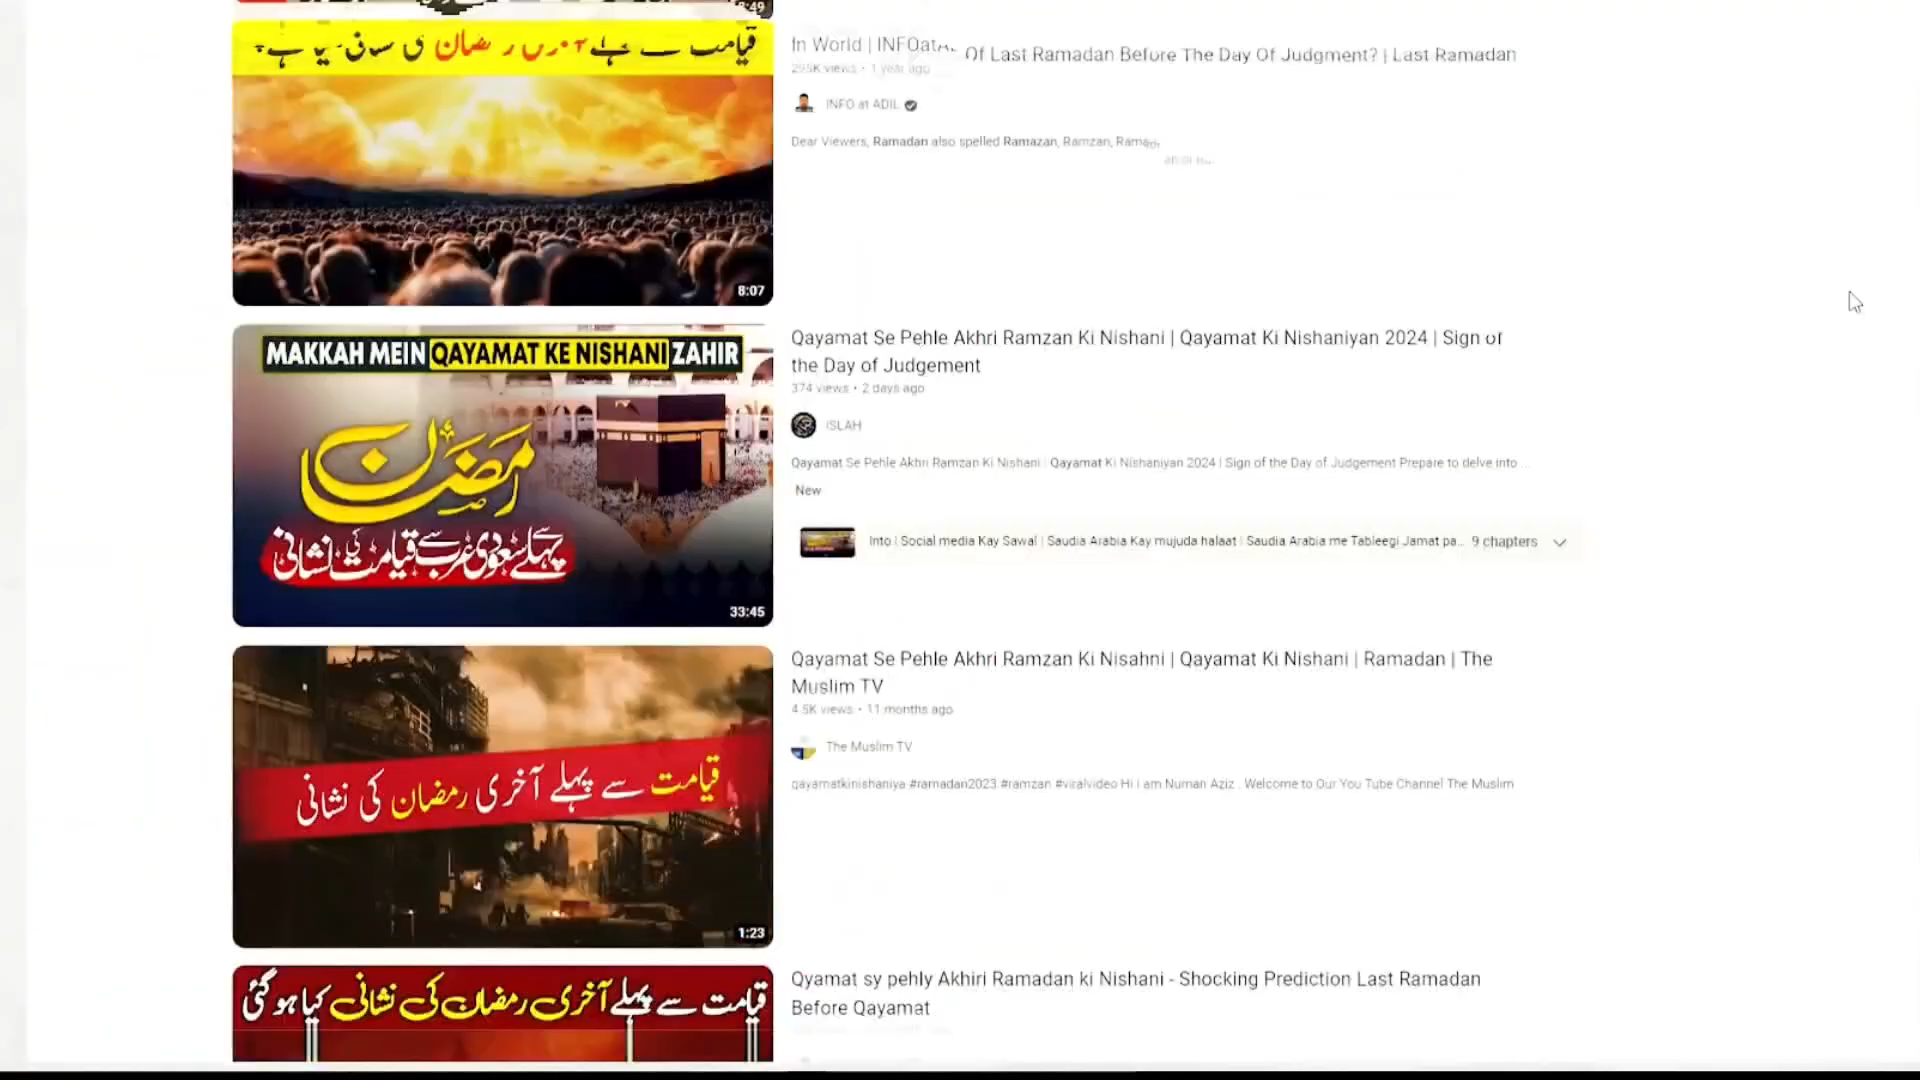 In World | INFOat
Of Last Ramadan Before The Day Of Judgment? | Last Ramadan
295K views • 1 year ago
INFO at ADIL
Dear Viewers, Ramadan also spelled Ramazan, Ramzan,
8:07
MAKKAH MEIN QAYAMAT KE NISHANI ZAHIR
رمضان
سے پہلے سعودی عرب سے قیامت کی نشانی
33:45
Qayamat Se Pehle Akhri Ramzan Ki Nishani | Qayamat Ki Nishaniyan 2024 | Sign of
the Day of Judgement
374 views • 2 days ago
ISLAH
Qayamat Se Pehle Akhri Ramzan Ki Nishani | Qayamat Ki Nishaniyan 2024 | Sign of the Day of Judgement Prepare to delve into ...
New
Into | Social media Kay Sawal | Saudia Arabia Kay mujuda halaat | Saudia Arabia me Tableegi Jamat pa... 9 chapters
قیامت سے پہلے آخری رمضان کی نشانی
1:23
Qayamat Se Pehle Akhri Ramzan Ki Nisahni | Qayamat Ki Nishani | Ramadan | The
Muslim TV
4.5K views • 11 months ago
The Muslim TV
qayamatkinishaniya #ramadan2023 #ramzan #viralvideo Hi I am Numan Aziz . Welcome to Our You Tube Channel The Muslim
قیامت سے پہلے آخری رمضان کی نشانی کیا ہو گئی
Qyamat sy pehly Akhiri Ramadan ki Nishani - Shocking Prediction Last Ramadan
Before Qayamat